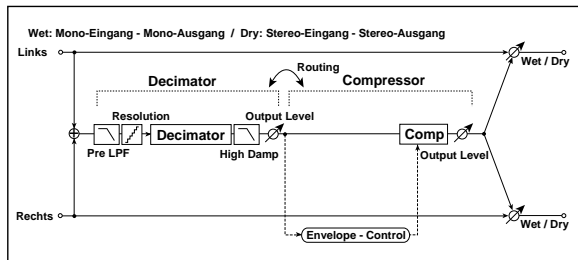 Wet: Mono-Eingang - Mono-Ausgang / Dry: Stereo-Eingang - Stereo-Ausgang
Links
Wet / Dry
Routing
Decimator
Compressor
Resolution
Output Level
Decimator
Comp
Pre LPF
High Damp
Output Level
Rechts
Wet / Dry
Envelope - Control